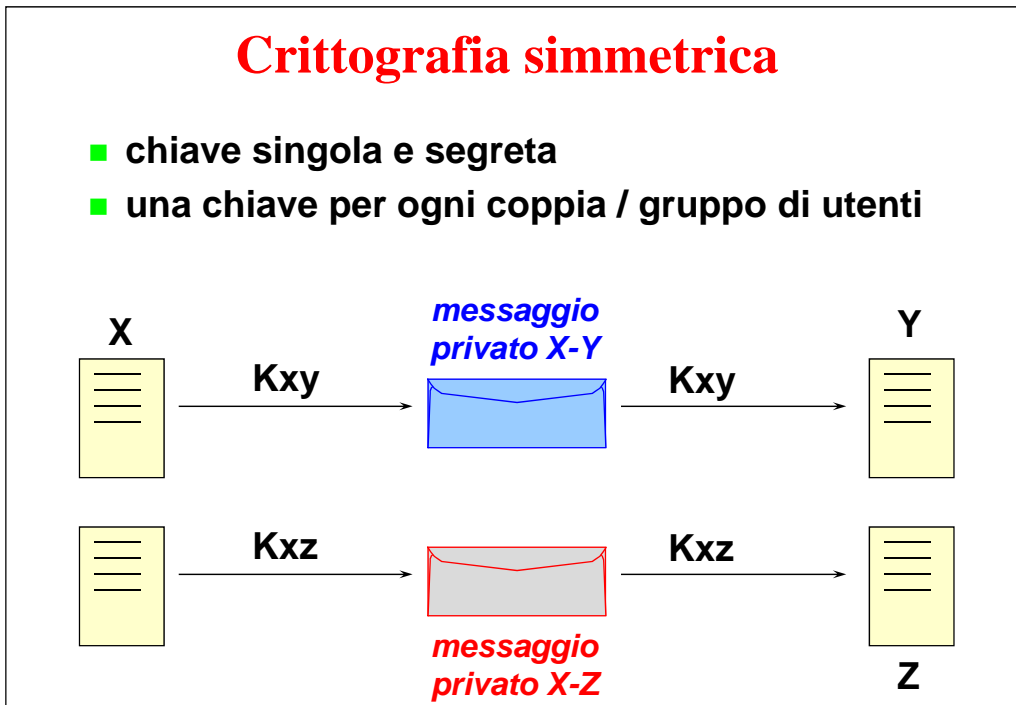 Crittografia simmetrica
chiave singola e segreta
una chiave per ogni coppia / gruppo di utenti
X
messaggio
privato X-Y
Y
Kxy
Kxy
Kxz
Kxz
messaggio
privato X-Z
Z